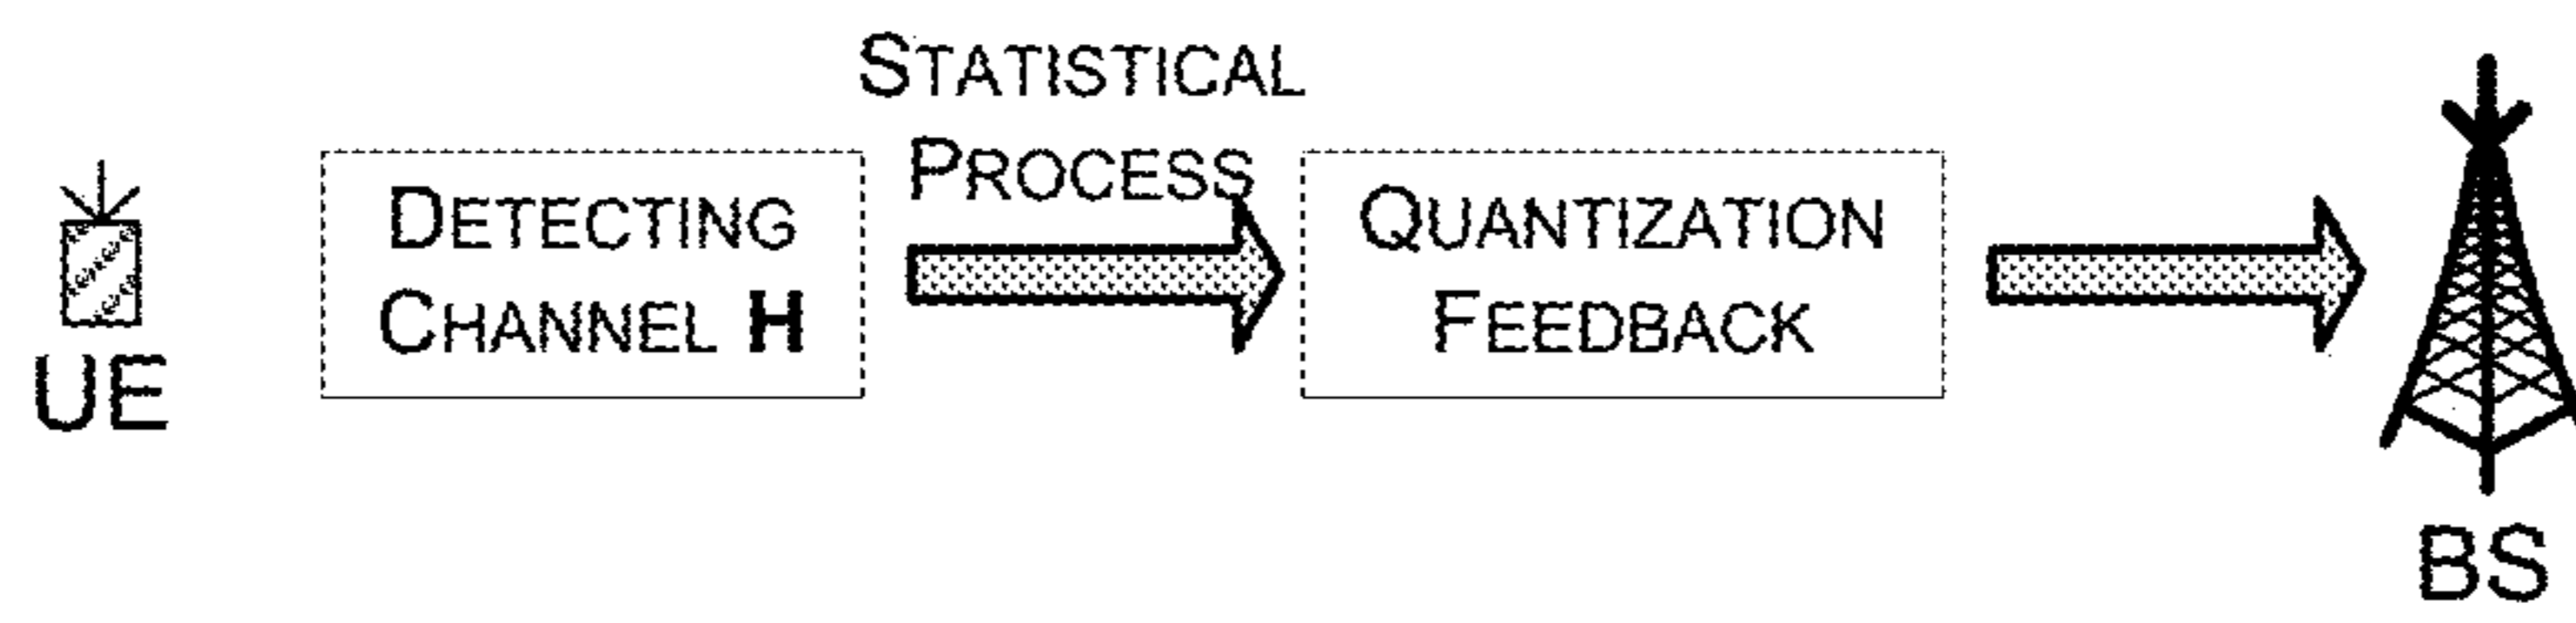 UE
DETECTING
CHANNEL H
STATISTICAL
PROCESS
QUANTIZATION
FEEDBACK
BS